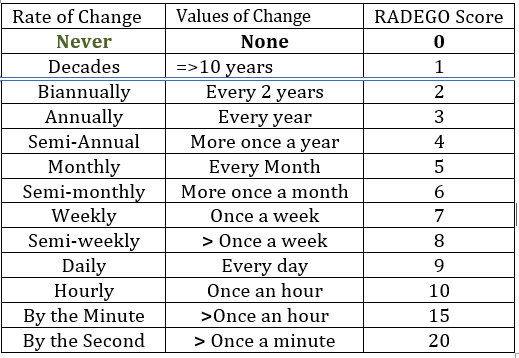 Rate of Change Values of Change RADEGO Score
Never None 0
Decades =>10 years 1
Biannually Every 2 years 2
Annually Every year 3
Semi-Annual More once a year 4
Monthly Every Month 5
Semi-monthly More once a month 6
Weekly Once a week 7
Semi-weekly > Once a week 8
Daily Every day 9
Hourly Once an hour 10
By the Minute >Once an hour 15
By the Second > Once a minute 20